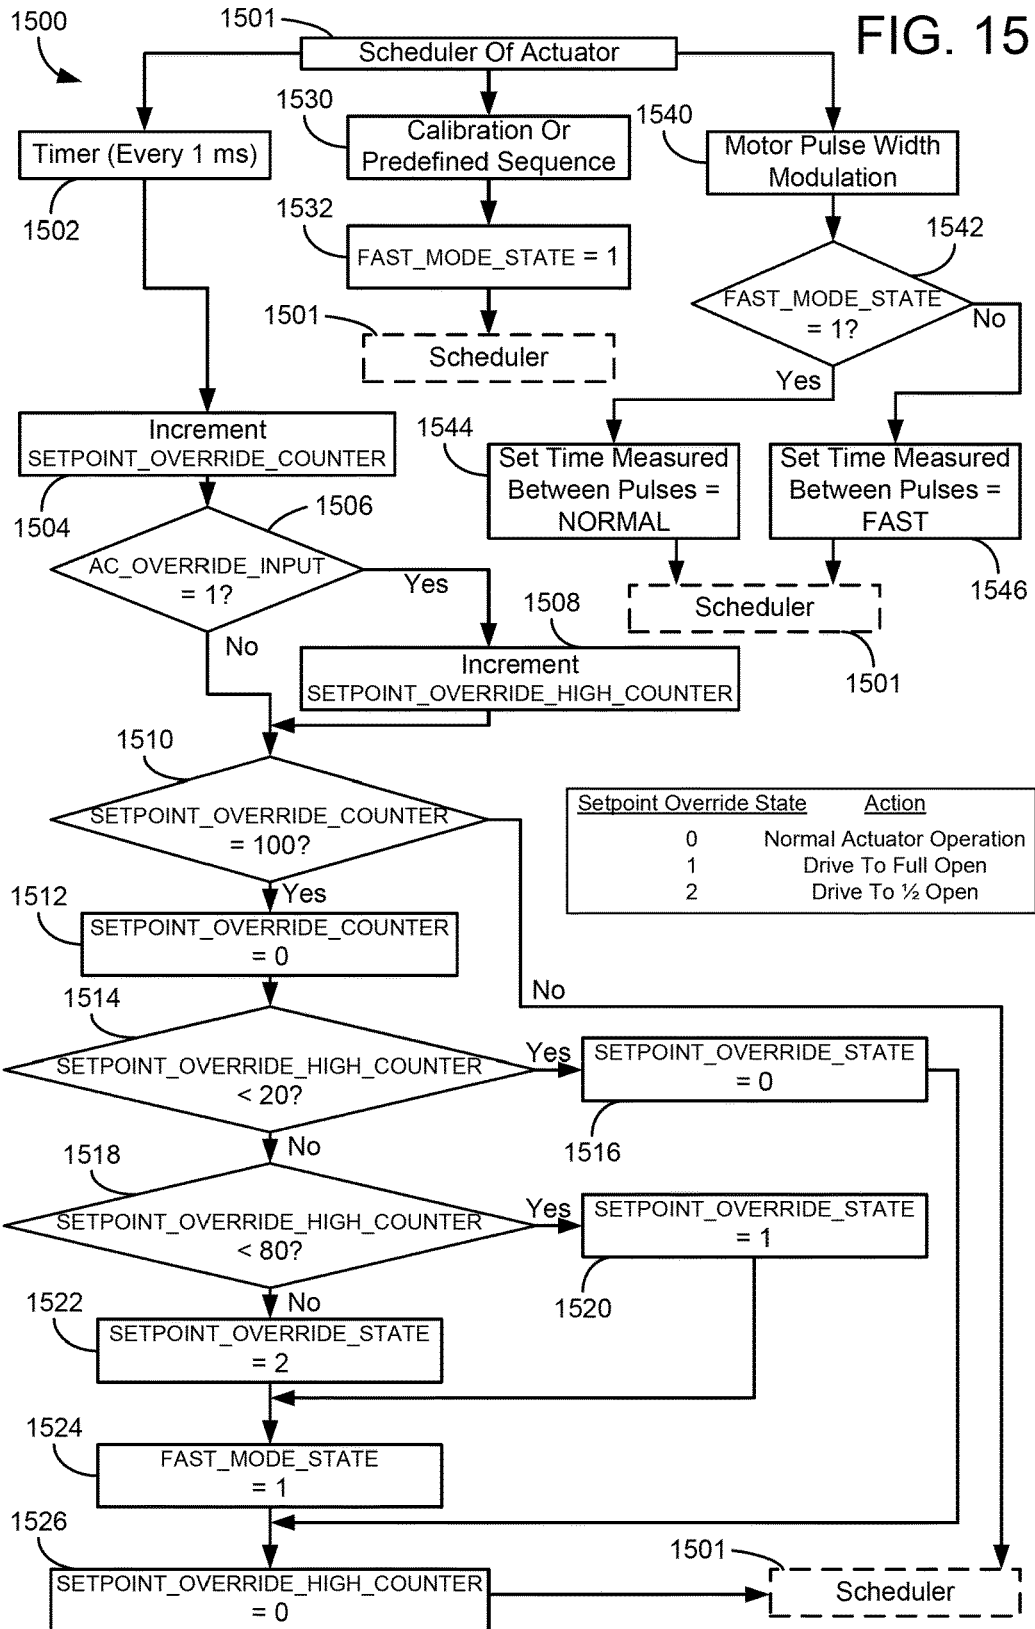 FIG. 15
1500
1501
Scheduler Of Actuator
1530
1540
Timer (Every 1 ms)
Calibration Or
Predefined Sequence
Motor Pulse Width
Modulation
1502
1532
1542
FAST_MODE_STATE = 1
FAST_MODE_STATE
= 1?
No
Yes
1501
Scheduler
Increment
SETPOINT_OVERRIDE_COUNTER
1504
1544
Set Time Measured
Between Pulses =
NORMAL
Set Time Measured
Between Pulses =
FAST
1546
1506
AC_OVERRIDE_INPUT
= 1?
Yes
No
Scheduler
1501
1508
Increment
SETPOINT_OVERRIDE_HIGH_COUNTER
1510
SETPOINT_OVERRIDE_COUNTER
= 100?
Yes
No
Setpoint Override State Action
0 Normal Actuator Operation
1 Drive To Full Open
2 Drive To ½ Open
1512
SETPOINT_OVERRIDE_COUNTER
= 0
1514
SETPOINT_OVERRIDE_HIGH_COUNTER
< 20?
Yes
SETPOINT_OVERRIDE_STATE
= 0
1516
No
1518
SETPOINT_OVERRIDE_HIGH_COUNTER
< 80?
Yes
SETPOINT_OVERRIDE_STATE
= 1
1520
No
1522
SETPOINT_OVERRIDE_STATE
= 2
1524
FAST_MODE_STATE
= 1
1526
SETPOINT_OVERRIDE_HIGH_COUNTER
= 0
1501
Scheduler